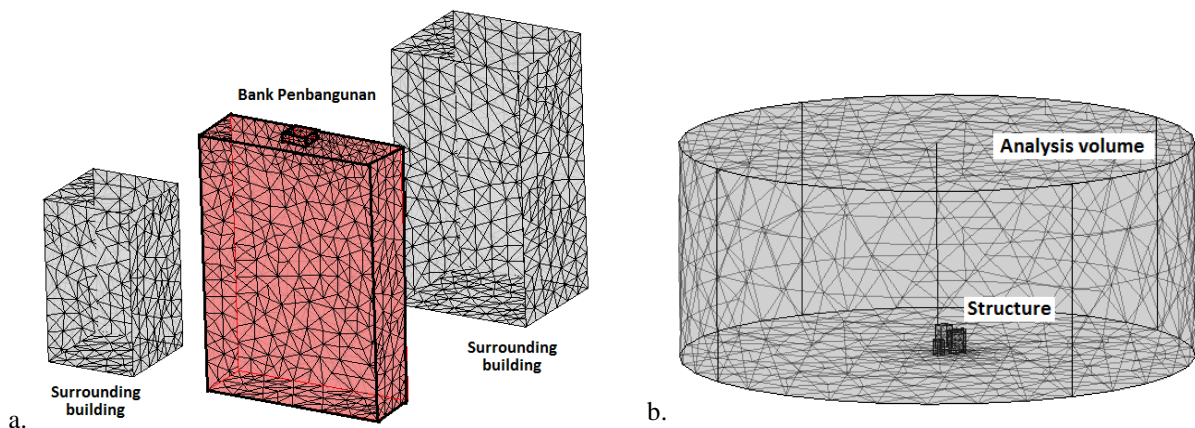 Bank Penbangunan
Surrounding
building
Surrounding
building
a.
Analysis volume
Structure
b.